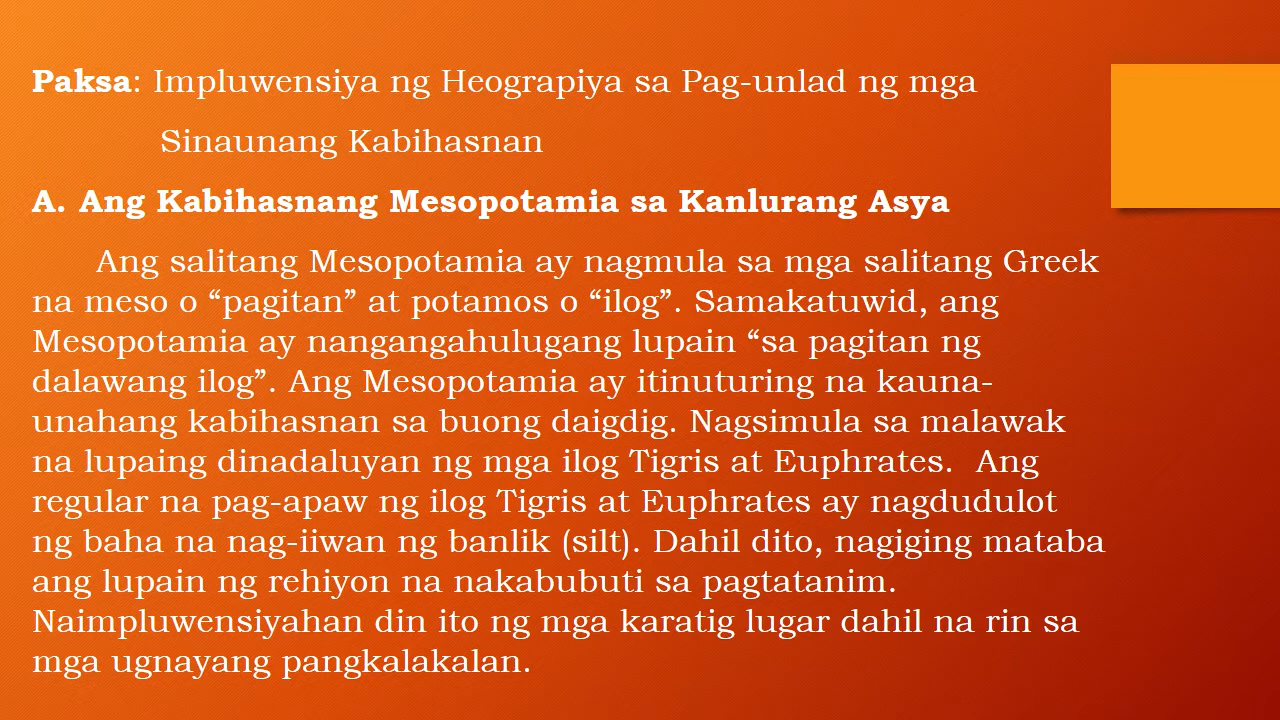 Paksa: Impluwensiya ng Heograpiya sa Pag-unlad ng mga
Sinaunang Kabihasnan
A. Ang Kabihasnang Mesopotamia sa Kanlurang Asya
Ang salitang Mesopotamia ay nagmula sa mga salitang Greek
na meso o “pagitan” at potamos o “ilog”. Samakatuwid, ang
Mesopotamia ay nangangahulugang lupain “sa pagitan ng
dalawang ilog”. Ang Mesopotamia ay itinuturing na kauna-
unahang kabihasnan sa buong daigdig. Nagsimula sa malawak
na lupaing dinadaluyan ng mga ilog Tigris at Euphrates.  Ang
regular na pag-apaw ng ilog Tigris at Euphrates ay nagdudulot
ng baha na nag-iiwan ng banlik (silt). Dahil dito, nagiging mataba
ang lupain ng rehiyon na nakabubuti sa pagtatanim.
Naimpluwensiyahan din ito ng mga karatig lugar dahil na rin sa
mga ugnayang pangkalakalan.